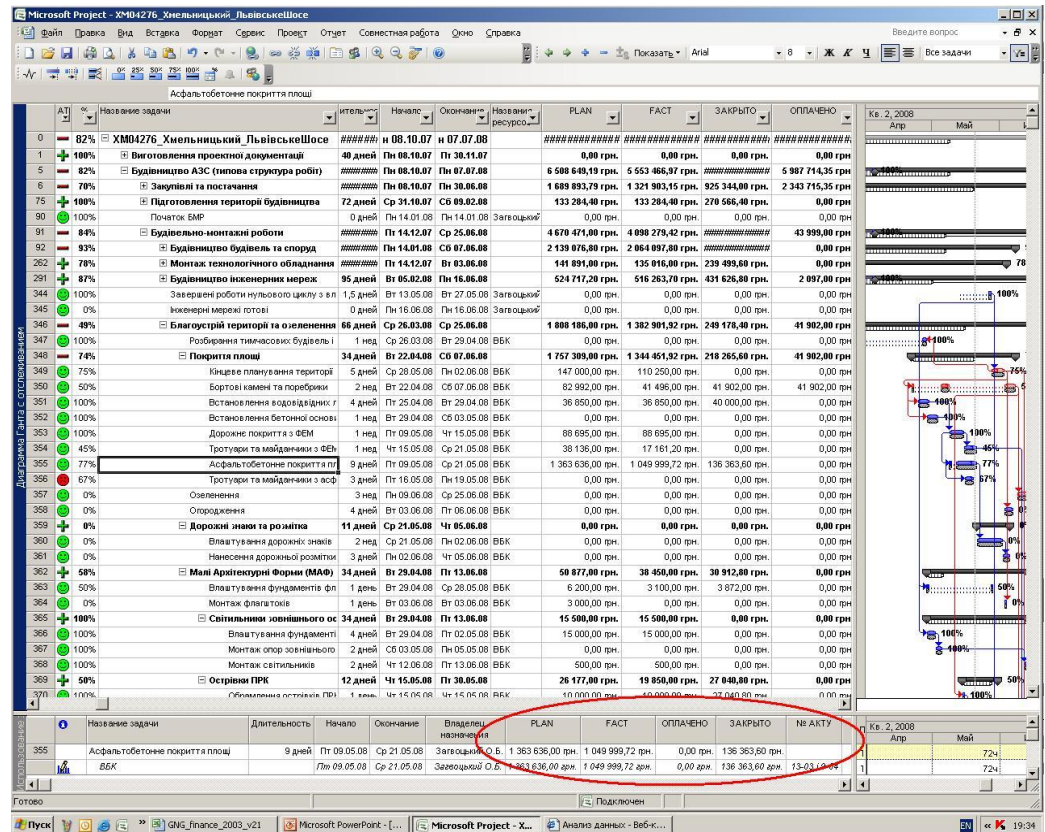 Microsoft Project - XM04276_Хмельницький_ЛьвівськеШосе
Файл Правка Вид Вставка Формат Сервис Проект Отчет Совместная работа Окно Справка Введите вопрос
Показать Arial 8 Ж К Ч Все задачи
Асфальтобетонне покриття площі
% Название задачи Начало Окончание Название ресурсо PLAN FACT ЗАКРЫТО ОПЛАЧЕНО Кв. 2, 2008
Апр Май
0 82% XM04276_Хмельницький_ЛьвівськеШосе н 08.10.07 н 07.07.08
1 100% Виготовлення проектної документації 40 дней Пн 08.10.07 Пт 30.11.07 0,00 грн. 0,00 грн. 0,00 грн. 0,00 грн
5 82% Будівництво АЗС (типова структура робіт) ######## Пн 08.10.07 Пн 07.07.08 6 508 649,19 грн. 5 553 466,97 грн. ############# 5 987 714,35 грн
6 70% Закупівлі та постачання ######## Пн 08.10.07 Пн 30.06.08 1 689 893,79 грн. 1 321 903,15 грн. 925 344,00 грн. 2 343 715,35 грн
75 100% Підготовлення території будівництва 72 дней Ср 31.10.07 Сб 09.02.08 133 284,40 грн. 133 284,40 грн. 270 566,40 грн. 0,00 грн
90 100% Початок БМР 0 дней Пн 14.01.08 Пн 14.01.08 Загвоцький 0,00 грн. 0,00 грн. 0,00 грн. 0,00 грн
91 84% Будівельно-монтажні роботи ######## Пт 14.12.07 Ср 25.06.08 4 670 471,00 грн. 4 098 279,42 грн. ############# 43 999,00 грн
92 93% Будівництво будівель та споруд ######## Пн 14.01.08 Сб 07.06.08 2 139 076,80 грн. 2 064 097,80 грн. ############# 0,00 грн
262 78% Монтаж технологічного обладнання ######## Пт 14.12.07 Вт 03.06.08 141 891,00 грн. 135 016,00 грн. 239 499,60 грн. 0,00 грн 78
291 87% Будівництво інженерних мереж 95 дней Вт 05.02.08 Пн 16.06.08 524 717,20 грн. 516 263,70 грн. 431 626,80 грн. 2 097,00 грн
344 100% Завершені роботи нульового циклу з вл 1,5 дней Вт 13.05.08 Вт 27.05.08 Загвоцький 0,00 грн. 0,00 грн. 0,00 грн. 0,00 грн 100%
345 0% Інженерні мережі готові 0 дней Пн 16.06.08 Пн 16.06.08 Загвоцький 0,00 грн. 0,00 грн. 0,00 грн. 0,00 грн
346 49% Благоустрій території та озеленення 66 дней Ср 26.03.08 Ср 25.06.08 1 808 186,00 грн. 1 382 901,92 грн. 249 178,40 грн. 41 902,00 грн
347 100% Розбирання тимчасових будівель і 1 нед Ср 26.03.08 Вт 29.04.08 ВБК 0,00 грн. 0,00 грн. 0,00 грн. 0,00 грн 100%
348 74% Покриття площі 34 дней Вт 22.04.08 Сб 07.06.08 1 757 309,00 грн. 1 344 451,92 грн. 218 265,60 грн. 41 902,00 грн
349 75% Кінцеве планування території 5 дней Ср 28.05.08 Пн 02.06.08 ВБК 147 000,00 грн. 110 250,00 грн. 0,00 грн. 0,00 грн 75%
350 50% Бортові камені та поребрики 2 нед Вт 22.04.08 Сб 07.06.08 ВБК 82 992,00 грн. 41 496,00 грн. 41 902,00 грн. 41 902,00 грн
351 100% Встановлення водовідвідних л 4 дней Пт 25.04.08 Вт 29.04.08 ВБК 36 850,00 грн. 36 850,00 грн. 40 000,00 грн. 0,00 грн 100%
352 100% Встановлення бетонної основи 1 нед Вт 29.04.08 Сб 03.05.08 ВБК 0,00 грн. 0,00 грн. 0,00 грн. 0,00 грн 100%
353 100% Дорожнє покриття з ФЕМ 1 нед Пт 09.05.08 Чт 15.05.08 ВБК 88 695,00 грн. 88 695,00 грн. 0,00 грн. 0,00 грн 100%
354 45% Тротуари та майданчики з ФЕМ 1 нед Чт 15.05.08 Ср 21.05.08 ВБК 38 136,00 грн. 17 161,20 грн. 0,00 грн. 0,00 грн 45%
355 77% Асфальтобетонне покриття пл 9 дней Пт 09.05.08 Ср 21.05.08 ВБК 1 363 636,00 грн. 1 049 999,72 грн. 136 363,60 грн. 0,00 грн 77%
356 67% Тротуари та майданчики з асф 3 дней Пт 16.05.08 Пн 19.05.08 ВБК 0,00 грн. 0,00 грн. 0,00 грн. 0,00 грн 67%
357 0% Озеленення 3 нед Пн 09.06.08 Ср 25.06.08 ВБК 0,00 грн. 0,00 грн. 0,00 грн. 0,00 грн
358 0% Огородження 4 дней Вт 03.06.08 Пт 06.06.08 ВБК 0,00 грн. 0,00 грн. 0,00 грн. 0,00 грн
359 0% Дорожні знаки та розмітка 11 дней Ср 21.05.08 Чт 05.06.08 0,00 грн. 0,00 грн. 0,00 грн. 0,00 грн
360 0% Влаштування дорожніх знаків 2 нед Ср 21.05.08 Пн 02.06.08 ВБК 0,00 грн. 0,00 грн. 0,00 грн. 0,00 грн 0%
361 0% Нанесення дорожньої розмітки 3 дней Пн 02.06.08 Чт 05.06.08 ВБК 0,00 грн. 0,00 грн. 0,00 грн. 0,00 грн 0%
362 58% Малі Архітектурні Форми (МАФ) 34 дней Вт 29.04.08 Пт 13.06.08 50 877,00 грн. 38 450,00 грн. 30 912,80 грн. 0,00 грн
363 50% Влаштування фундаментів фл 1 день Вт 29.04.08 Ср 28.05.08 ВБК 6 200,00 грн. 3 100,00 грн. 3 872,00 грн. 0,00 грн 50%
364 0% Монтаж флагштоків 1 день Вт 03.06.08 Вт 03.06.08 ВБК 3 000,00 грн. 0,00 грн. 0,00 грн. 0,00 грн 0%
365 100% Світильники зовнішнього ос 34 дней Вт 29.04.08 Пт 13.06.08 15 500,00 грн. 15 500,00 грн. 0,00 грн. 0,00 грн
366 100% Влаштування фундаменті 4 дней Вт 29.04.08 Пт 02.05.08 ВБК 15 000,00 грн. 15 000,00 грн. 0,00 грн. 0,00 грн 100%
367 100% Монтаж опор зовнішнього 2 дней Сб 03.05.08 Пн 05.05.08 ВБК 0,00 грн. 0,00 грн. 0,00 грн. 0,00 грн 100%
368 100% Монтаж світильників 2 дней Чт 12.06.08 Пт 13.06.08 ВБК 500,00 грн. 500,00 грн. 0,00 грн. 0,00 грн
369 50% Острівки ПРК 12 дней Чт 15.05.08 Пт 30.05.08 26 177,00 грн. 19 850,00 грн. 27 040,80 грн. 0,00 грн 50%
370 100% 100%
Диаграмма Ганта с отслеживанием
Название задачи Длительность Начало Окончание Владелец назначения PLAN FACT ОПЛАЧЕНО ЗАКРЫТО № АКТУ Кв. 2, 2008
Апр Май
355 Асфальтобетонне покриття площі 9 дней Пт 09.05.08 Ср 21.05.08 Загвоцький О.Б. 1 363 636,00 грн. 1 049 999,72 грн. 0,00 грн. 136 363,60 грн. 72ч
ВБК Пт 09.05.08 Ср 21.05.08 Загвоцький О.Б. 1 363 636,00 грн. 1 049 999,72 грн. 0,00 грн. 136 363,60 грн. 72ч
Готово Подключен
Пуск GNG_finance_2003_v21 Microsoft PowerPoint - [... Microsoft Project - X... Анализ данных - Веб-к... EN 19:34